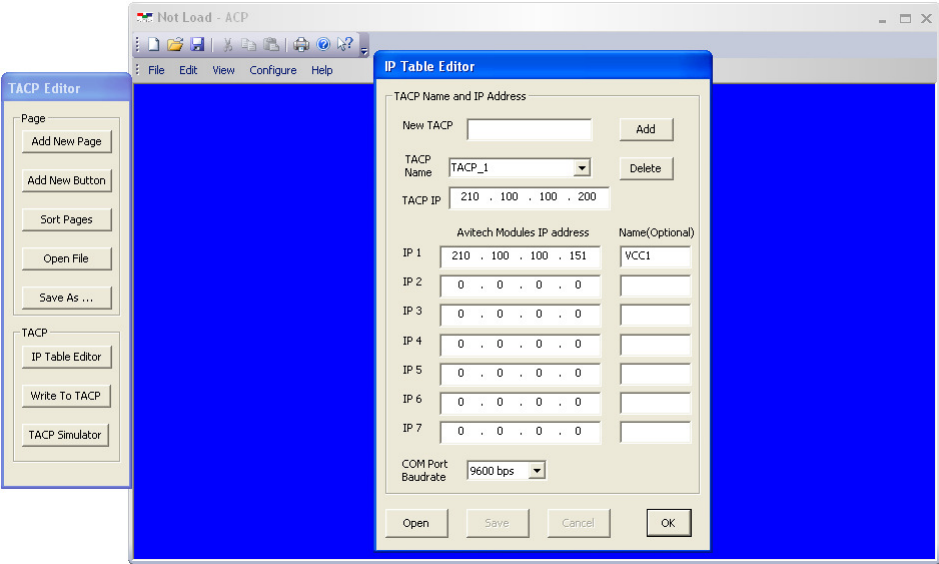 Not Load - ACP
File Edit View Configure Help
TACP Editor
Page
Add New Page
Add New Button
Sort Pages
Open File
Save As ...
TACP
IP Table Editor
Write To TACP
TACP Simulator
IP Table Editor
TACP Name and IP Address
New TACP Add
TACP Name TACP_1 Delete
TACP IP 210 . 100 . 100 . 200
Avitech Modules IP address Name(Optional)
IP 1 210 . 100 . 100 . 151 VCC1
IP 2 0 . 0 . 0 . 0
IP 3 0 . 0 . 0 . 0
IP 4 0 . 0 . 0 . 0
IP 5 0 . 0 . 0 . 0
IP 6 0 . 0 . 0 . 0
IP 7 0 . 0 . 0 . 0
COM Port
Baudrate 9600 bps
Open Save Cancel OK